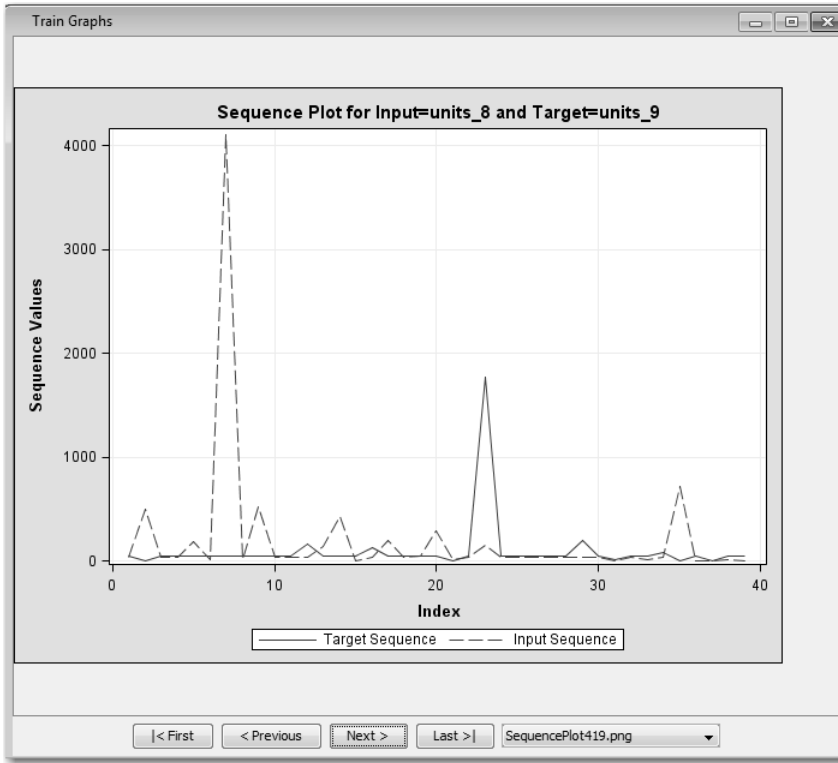 Train Graphs
Sequence Plot for Input=units_8 and Target=units_9
Sequence Values
4000
3000
2000
1000
0
0 10 20 30 40
Index
Target Sequence Input Sequence
|< First < Previous Next > Last >| SequencePlot419.png